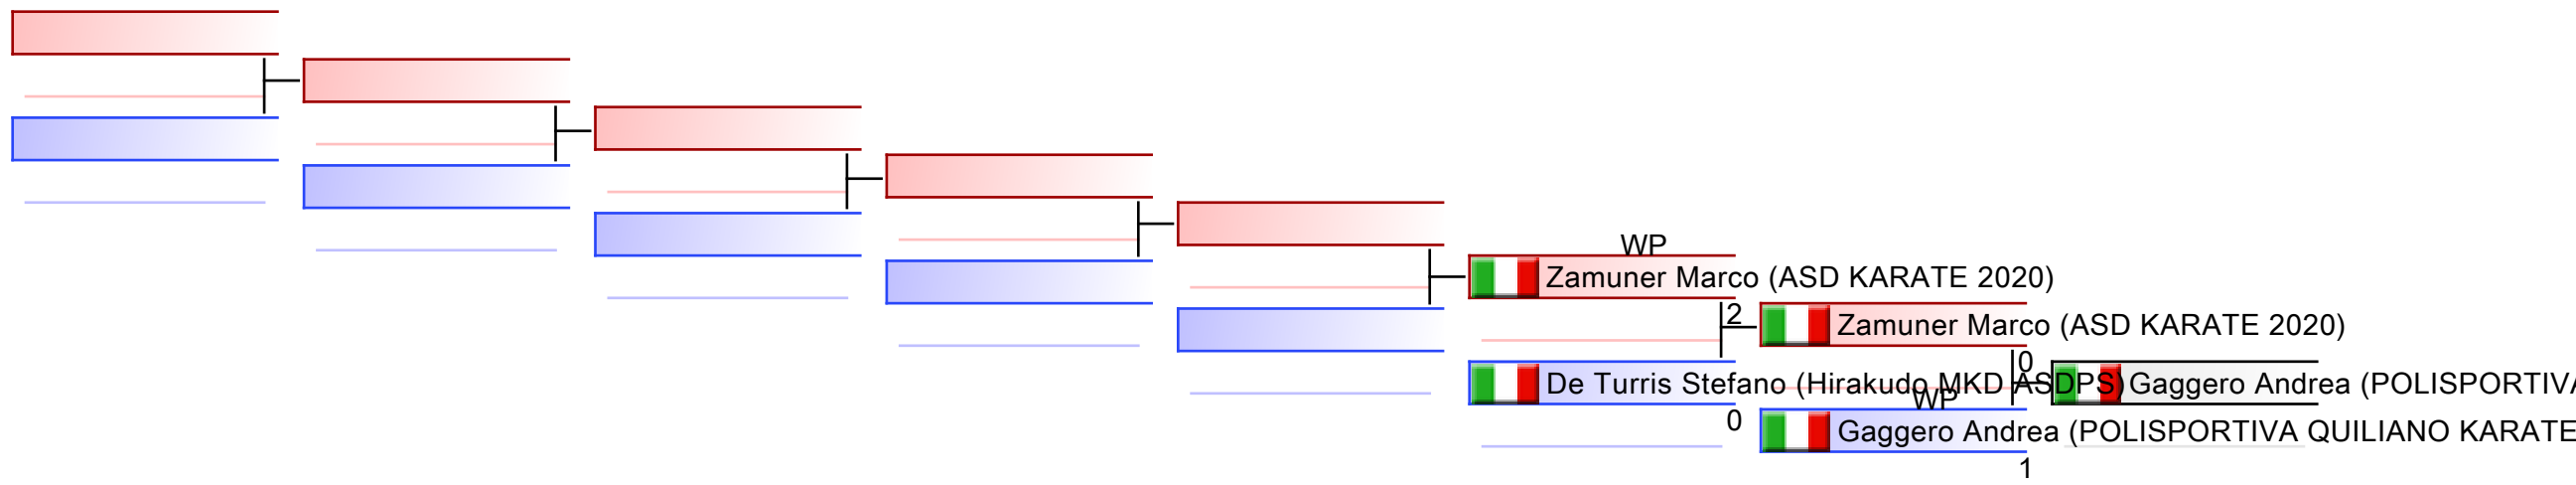 WP
Zamuner Marco (ASD KARATE 2020)
2
Zamuner Marco (ASD KARATE 2020)
0
De Turris Stefano (Hirakudo MKD ASDPS)
Gaggero Andrea (POLISPORTIVA
WP
0
Gaggero Andrea (POLISPORTIVA QUILIANO KARATE
1